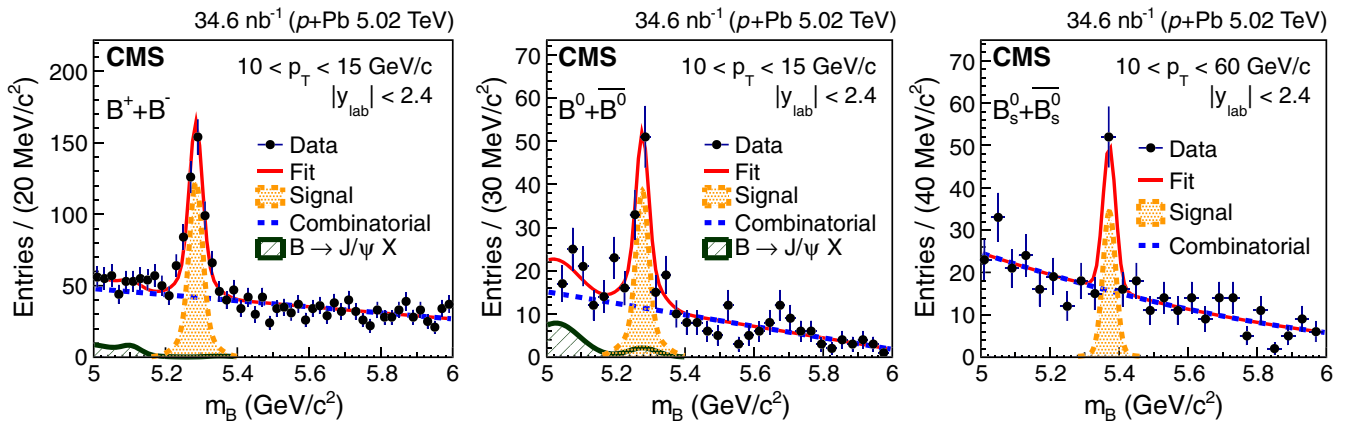 34.6 nb⁻¹ (p+Pb 5.02 TeV)
CMS
10 < p_T < 15 GeV/c
|y_lab| < 2.4
B⁺+B⁻
Data
Fit
Signal
Combinatorial
B → J/ψ X
Entries / (20 MeV/c²)
200
150
100
50
0
5
5.2
5.4
5.6
5.8
6
m_B (GeV/c²)
34.6 nb⁻¹ (p+Pb 5.02 TeV)
CMS
10 < p_T < 15 GeV/c
|y_lab| < 2.4
B⁰+B̅⁰
Data
Fit
Signal
Combinatorial
B → J/ψ X
Entries / (30 MeV/c²)
70
60
50
40
30
20
10
0
5
5.2
5.4
5.6
5.8
6
m_B (GeV/c²)
34.6 nb⁻¹ (p+Pb 5.02 TeV)
CMS
10 < p_T < 60 GeV/c
|y_lab| < 2.4
B⁰_s+B̅⁰_s
Data
Fit
Signal
Combinatorial
Entries / (40 MeV/c²)
70
60
50
40
30
20
10
0
5
5.2
5.4
5.6
5.8
6
m_B (GeV/c²)